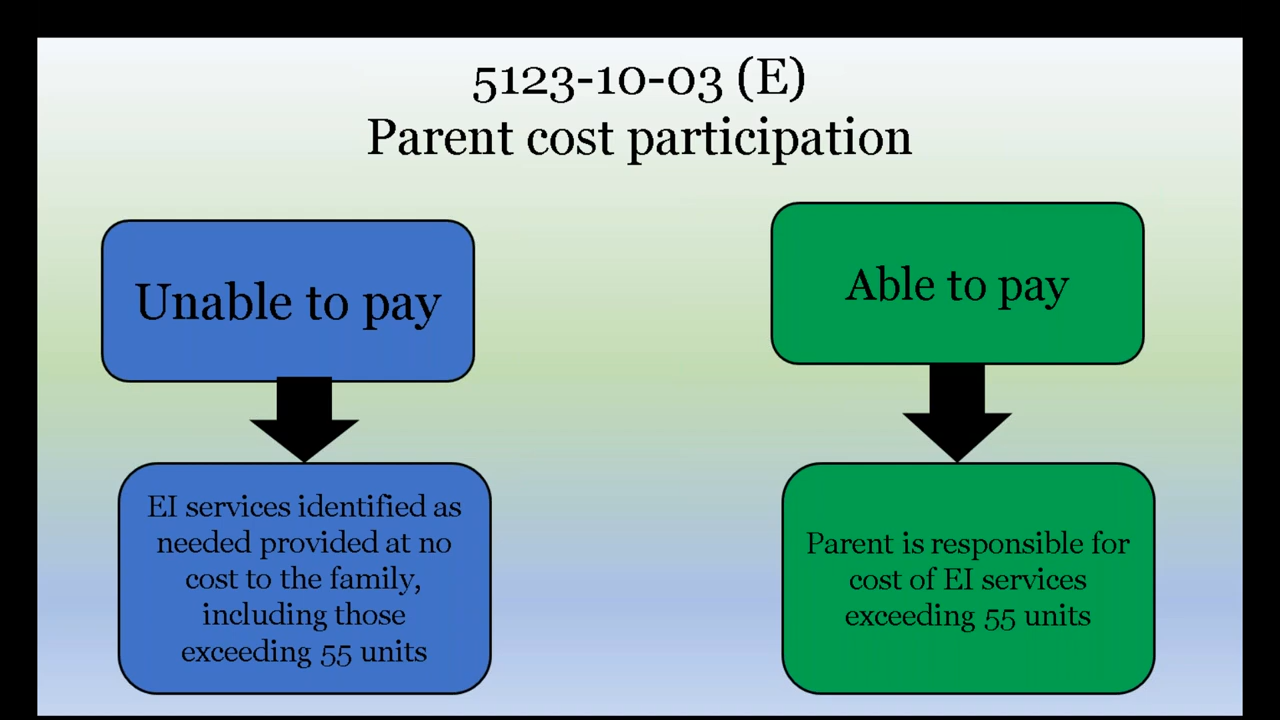 5123-10-03 (E)
Parent cost participation
Unable to pay
Able to pay
EI services identified as
needed provided at no
cost to the family,
including those
exceeding 55 units
Parent is responsible for
cost of EI services
exceeding 55 units